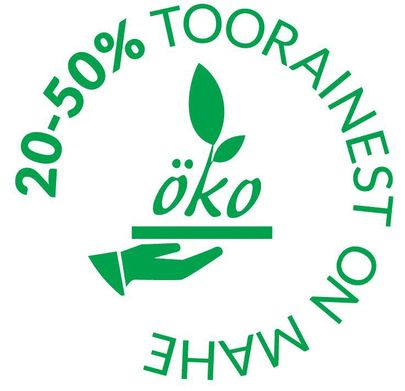 20-50% TOORAINEST ON MAHE
öko